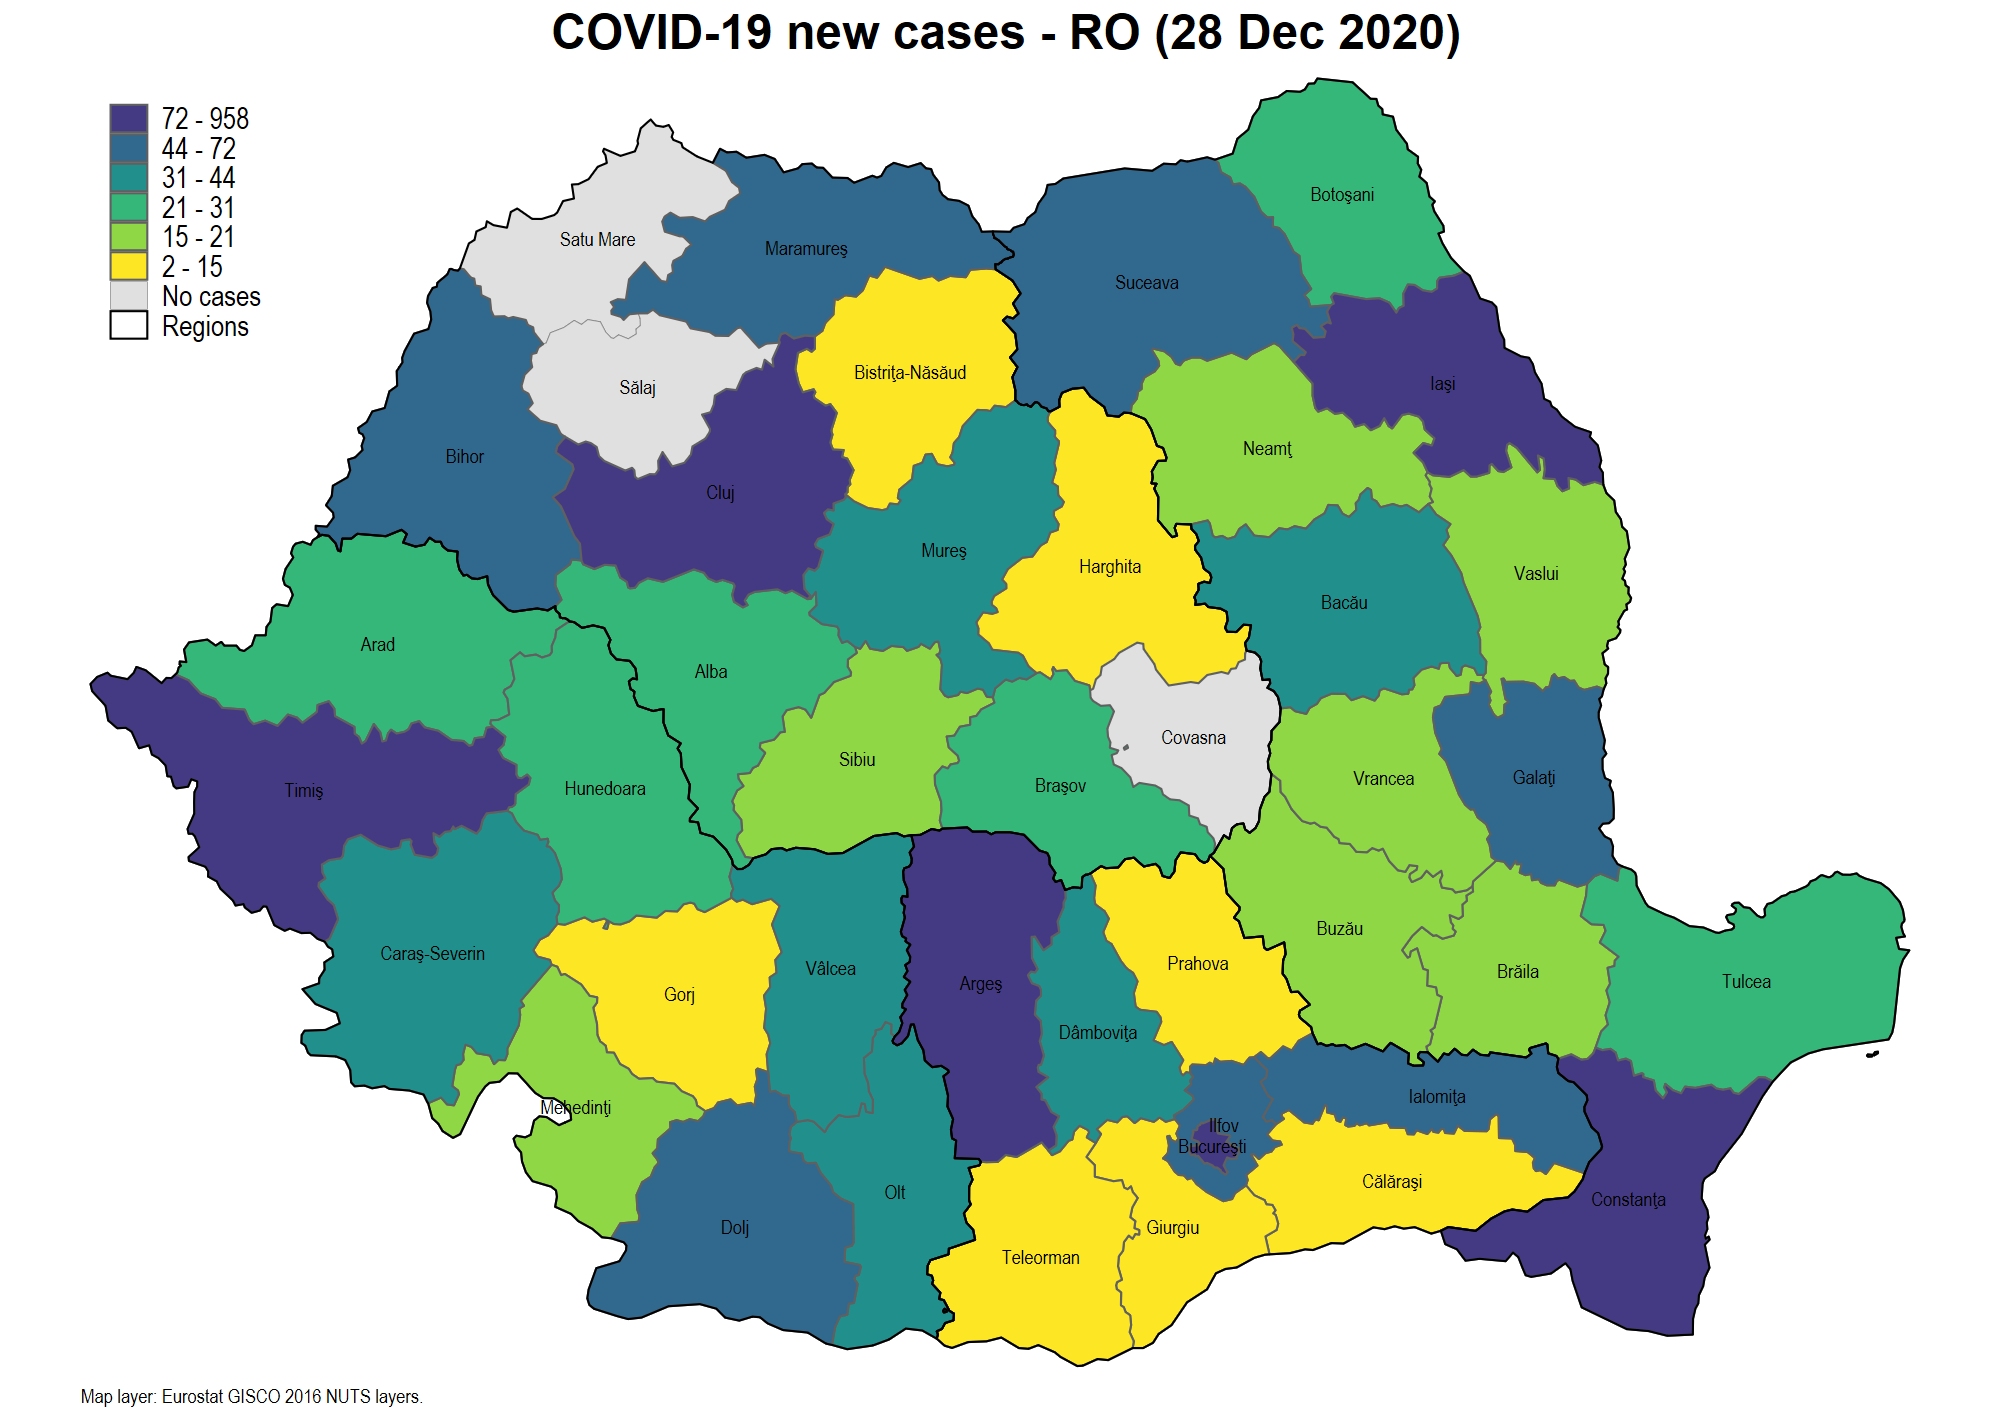 COVID-19 new cases - RO (28 Dec 2020)
72 - 958
44 - 72
31 - 44
21 - 31
15 - 21
2 - 15
No cases
Regions
Botoşani
Satu Mare
Maramureş
Suceava
Bistriţa-Năsăud
Iaşi
Sălaj
Neamţ
Bihor
Cluj
Mureş
Harghita
Vaslui
Bacău
Arad
Alba
Covasna
Sibiu
Vrancea
Galaţi
Braşov
Hunedoara
Timiş
Buzău
Caraş-Severin
Prahova
Vâlcea
Brăila
Argeş
Tulcea
Gorj
Dâmboviţa
Ialomiţa
Mehedinţi
Ilfov
Bucureşti
Călăraşi
Olt
Constanţa
Dolj
Giurgiu
Teleorman
Map layer: Eurostat GISCO 2016 NUTS layers.